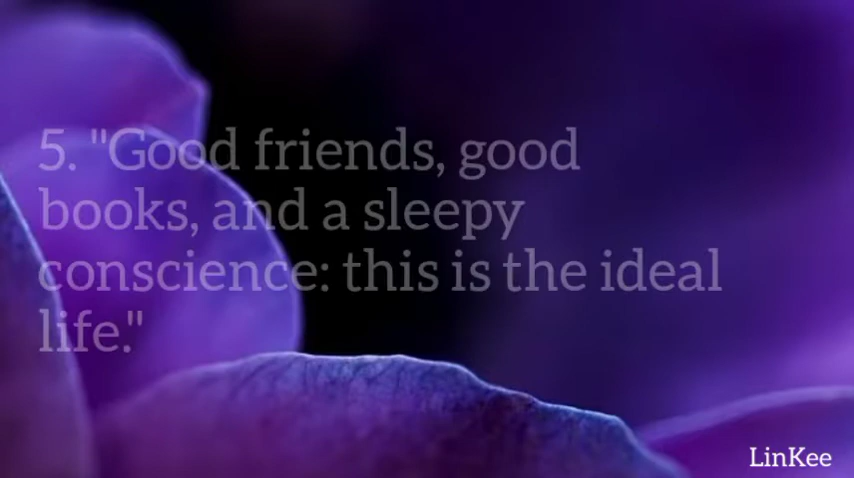 5. "Good friends, good
books, and a sleepy
conscience: this is the ideal
life."
LinKee